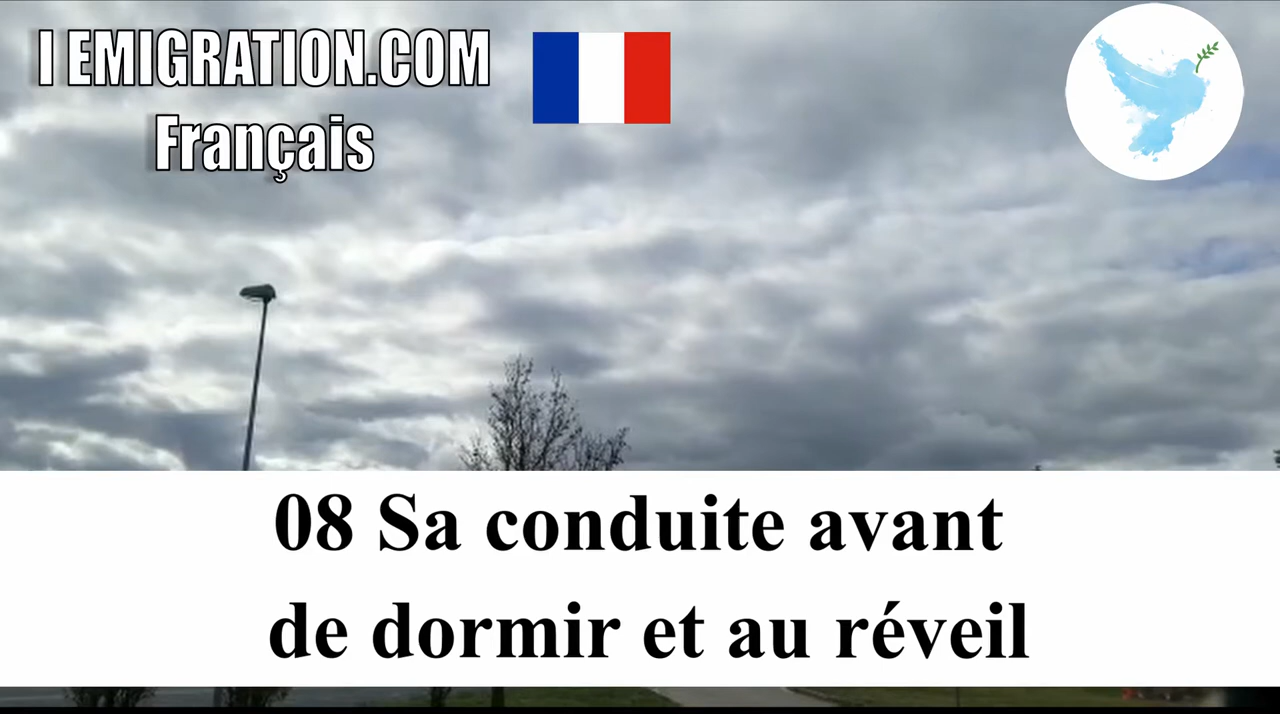 I EMIGRATION.COM
Français
08 Sa conduite avant
de dormir et au réveil